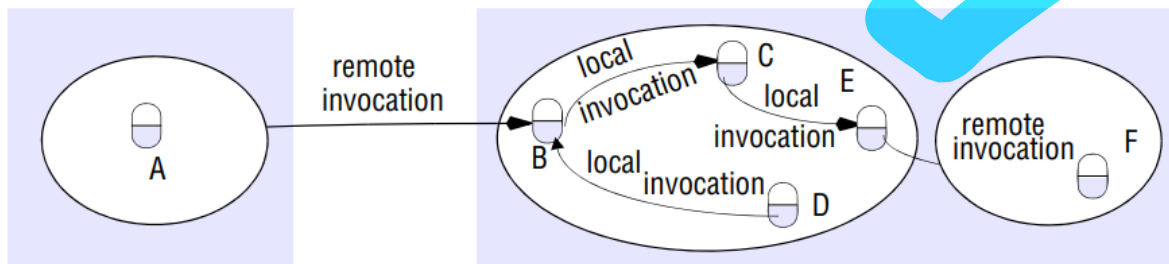 remote
invocation
A
local
invocation
B
C
E
local
invocation
local
invocation
D
remote
invocation
F